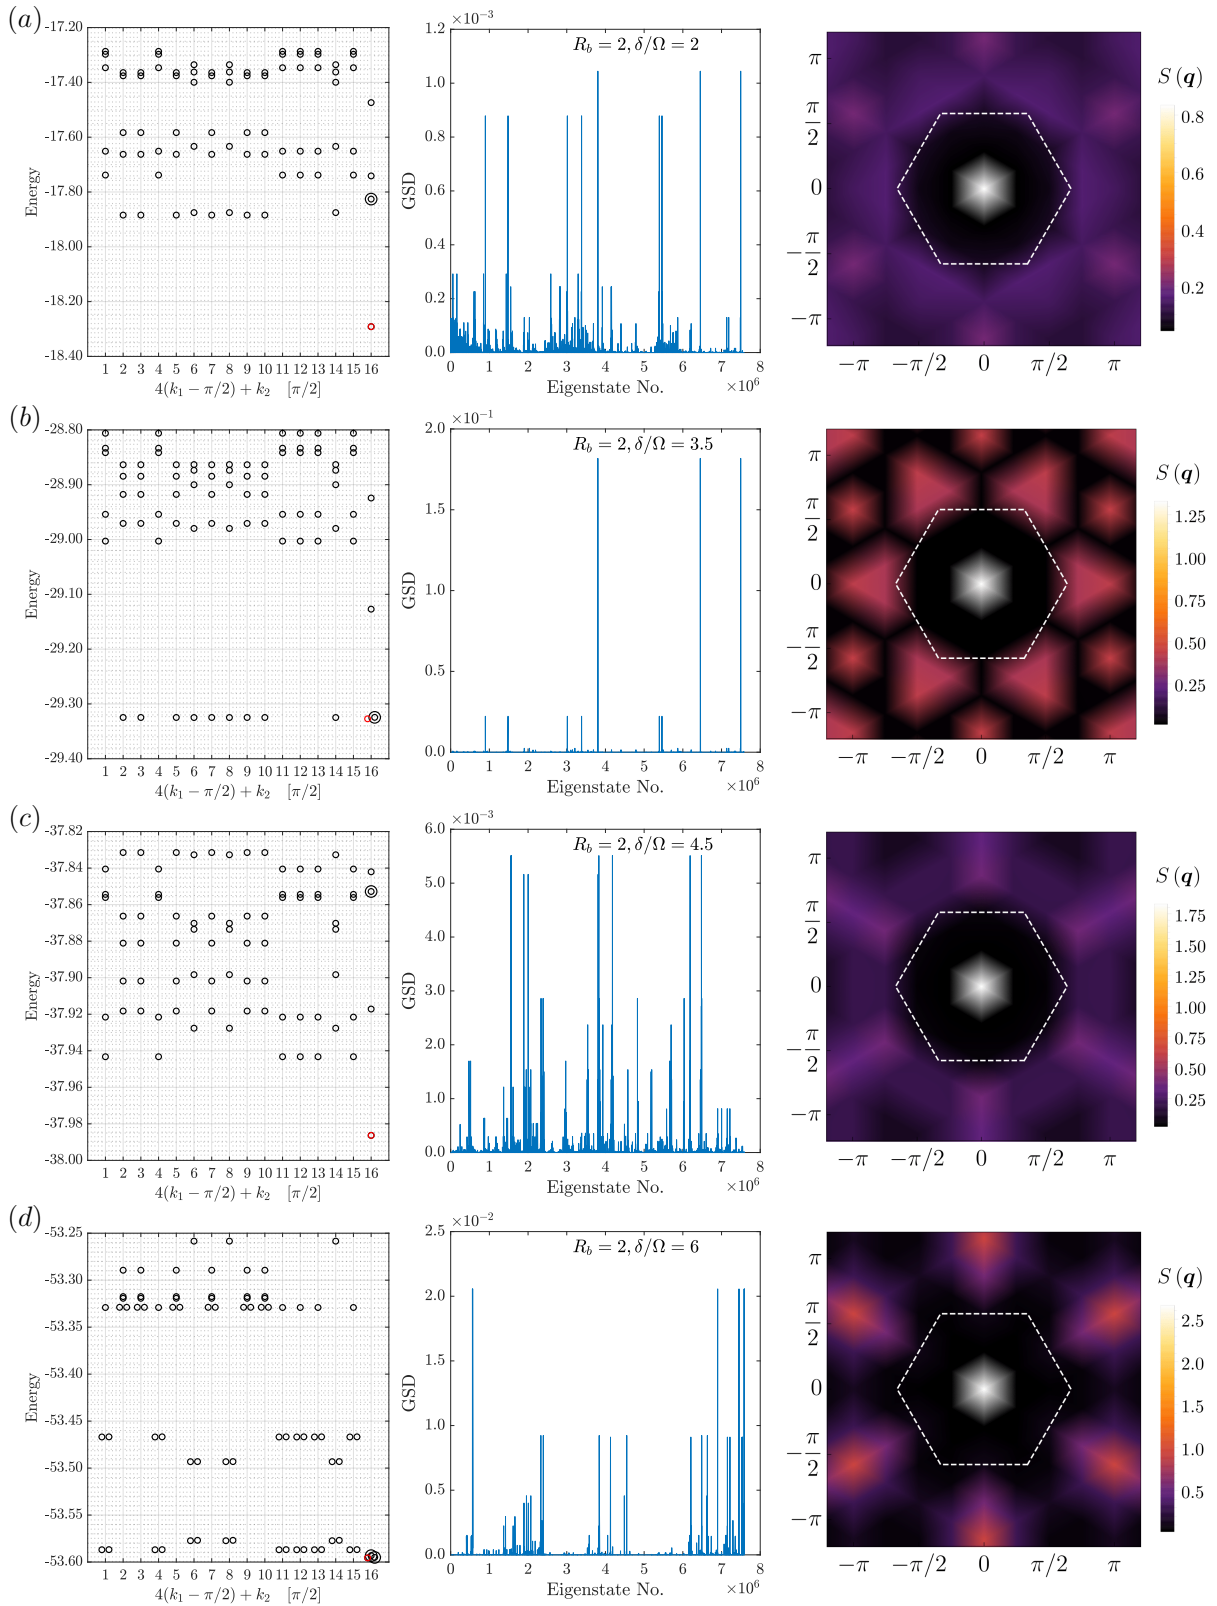 (a)
-17.20
-17.40
-17.60
-17.80
-18.00
-18.20
-18.40
Energy
1 2 3 4 5 6 7 8 9 10 11 12 13 14 15 16
4(k₁ − π/2) + k₂ [π/2]
×10⁻³
1.2
1.0
0.8
0.6
0.4
0.2
0.0
GSD
R_b = 2, δ/Ω = 2
0 1 2 3 4 5 6 7 8
Eigenstate No.
×10⁶
π
π/2
0
−π/2
−π
−π −π/2 0 π/2 π
S(q)
0.8
0.6
0.4
0.2
(b)
-28.80
-28.90
-29.00
-29.10
-29.20
-29.30
-29.40
Energy
1 2 3 4 5 6 7 8 9 10 11 12 13 14 15 16
4(k₁ − π/2) + k₂ [π/2]
×10⁻¹
2.0
1.5
1.0
0.5
0.0
GSD
R_b = 2, δ/Ω = 3.5
0 1 2 3 4 5 6 7 8
Eigenstate No.
×10⁶
π
π/2
0
−π/2
−π
−π −π/2 0 π/2 π
S(q)
1.25
1.00
0.75
0.50
0.25
(c)
-37.82
-37.84
-37.86
-37.88
-37.90
-37.92
-37.94
-37.96
-37.98
-38.00
Energy
1 2 3 4 5 6 7 8 9 10 11 12 13 14 15 16
4(k₁ − π/2) + k₂ [π/2]
×10⁻³
6.0
5.0
4.0
3.0
2.0
1.0
0.0
GSD
R_b = 2, δ/Ω = 4.5
0 1 2 3 4 5 6 7 8
Eigenstate No.
×10⁶
π
π/2
0
−π/2
−π
−π −π/2 0 π/2 π
S(q)
1.75
1.50
1.25
1.00
0.75
0.50
0.25
(d)
-53.25
-53.30
-53.35
-53.40
-53.45
-53.50
-53.55
-53.60
Energy
1 2 3 4 5 6 7 8 9 10 11 12 13 14 15 16
4(k₁ − π/2) + k₂ [π/2]
×10⁻²
2.5
2.0
1.5
1.0
0.5
0.0
GSD
R_b = 2, δ/Ω = 6
0 1 2 3 4 5 6 7 8
Eigenstate No.
×10⁶
π
π/2
0
−π/2
−π
−π −π/2 0 π/2 π
S(q)
2.5
2.0
1.5
1.0
0.5